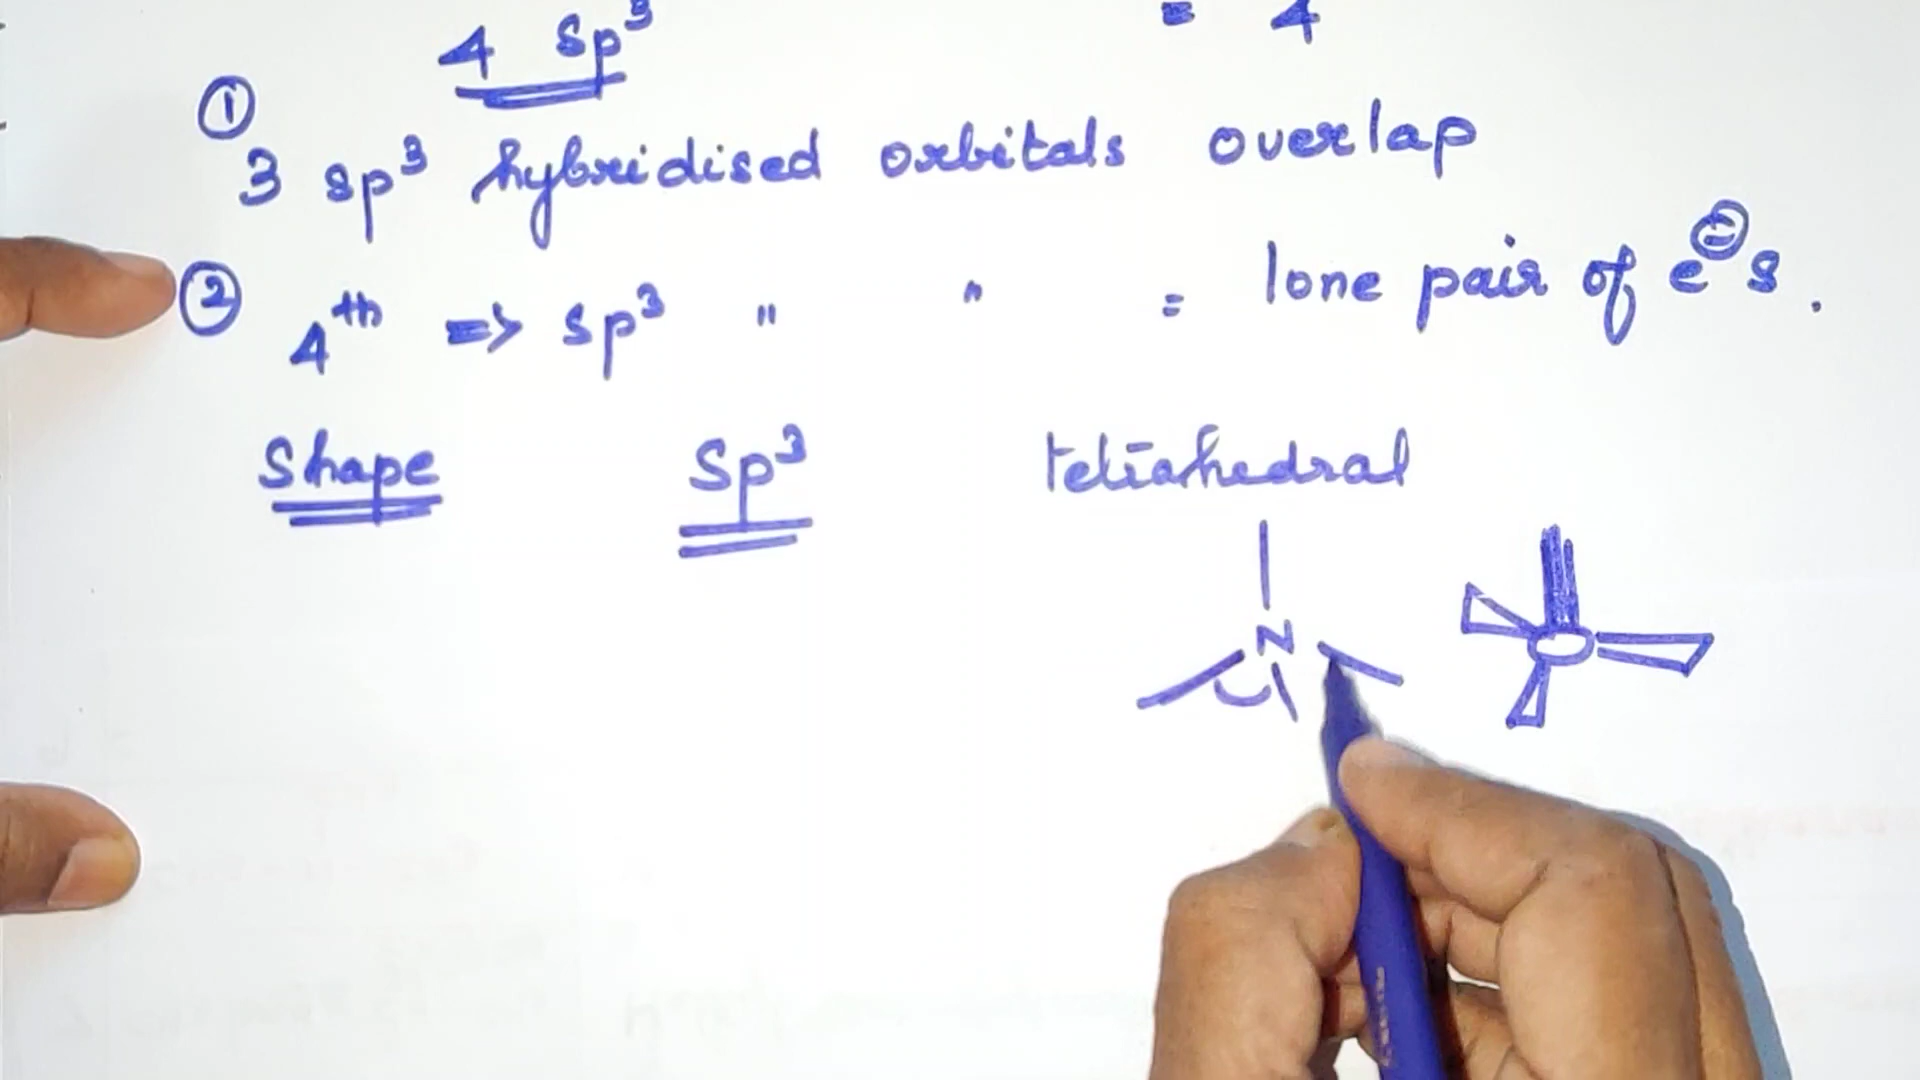 4 sp³ = 4
①
3 sp³ hybridised orbitals overlap
② 4th => sp³ " " = lone pair of e⊖s.
Shape sp³ tetrahedral
N